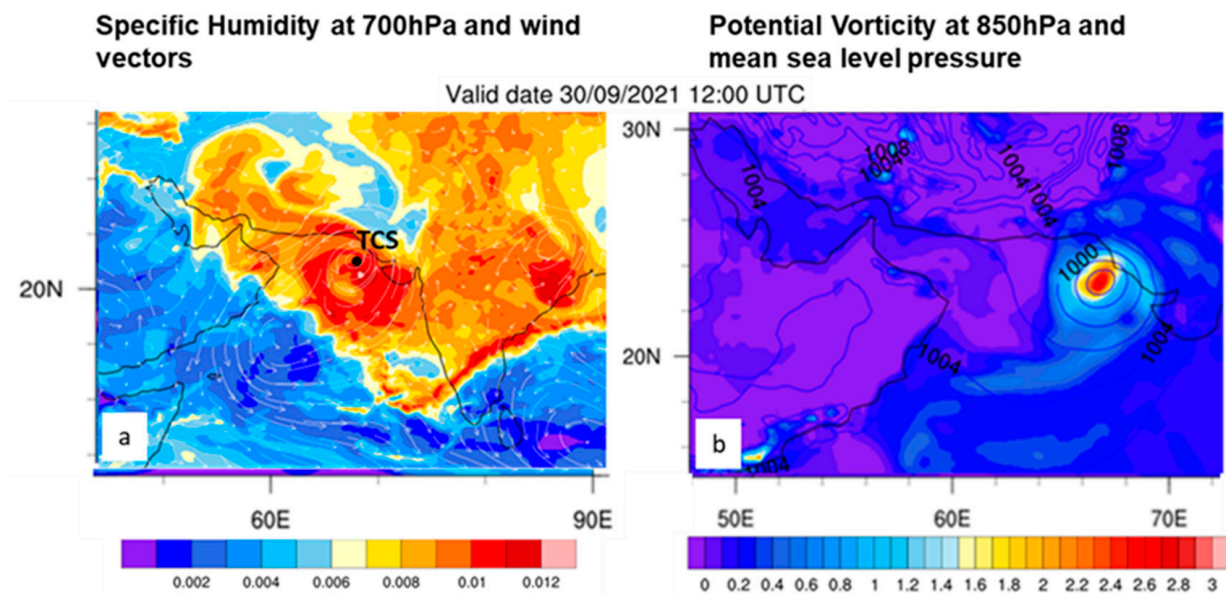 Specific Humidity at 700hPa and wind
vectors
Potential Vorticity at 850hPa and
mean sea level pressure
Valid date 30/09/2021 12:00 UTC
TCS
20N
a
60E
90E
0.002 0.004 0.006 0.008 0.01 0.012
30N
20N
1004
1008
1004
1004
1004
1008
1000
1004
1004
1004
b
50E
60E
70E
0 0.2 0.4 0.6 0.8 1 1.2 1.4 1.6 1.8 2 2.2 2.4 2.6 2.8 3